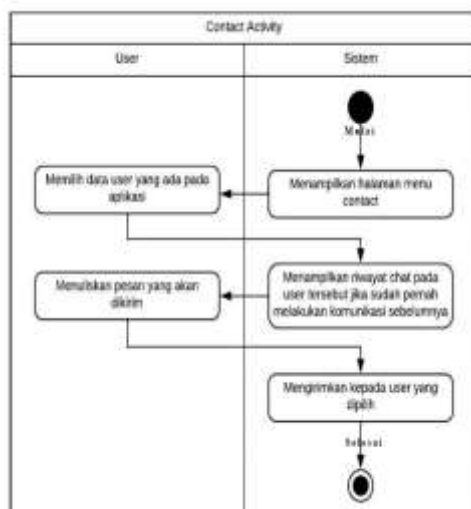 Contact Activity
User
Sistem
Mulai
Menampilkan halaman menu
contact
Memilih data user yang ada pada
aplikasi
Menampilkan riwayat chat pada
user tersebut jika sudah pernah
melakukan komunikasi sebelumnya
Menuliskan pesan yang akan
dikirim
Mengirimkan kepada user yang
dipilih
Selesai